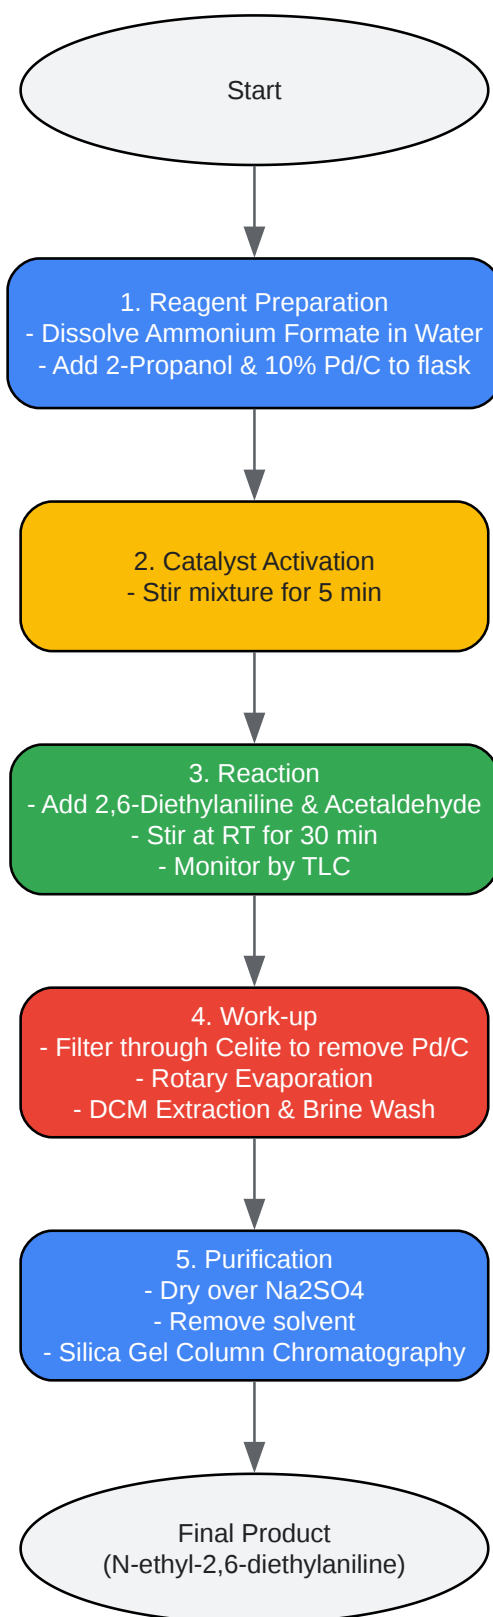 Start
1. Reagent Preparation
- Dissolve Ammonium Formate in Water
- Add 2-Propanol & 10% Pd/C to flask
2. Catalyst Activation
- Stir mixture for 5 min
3. Reaction
- Add 2,6-Diethylaniline & Acetaldehyde
- Stir at RT for 30 min
- Monitor by TLC
4. Work-up
- Filter through Celite to remove Pd/C
- Rotary Evaporation
- DCM Extraction & Brine Wash
5. Purification
- Dry over Na2SO4
- Remove solvent
- Silica Gel Column Chromatography
Final Product
(N-ethyl-2,6-diethylaniline)